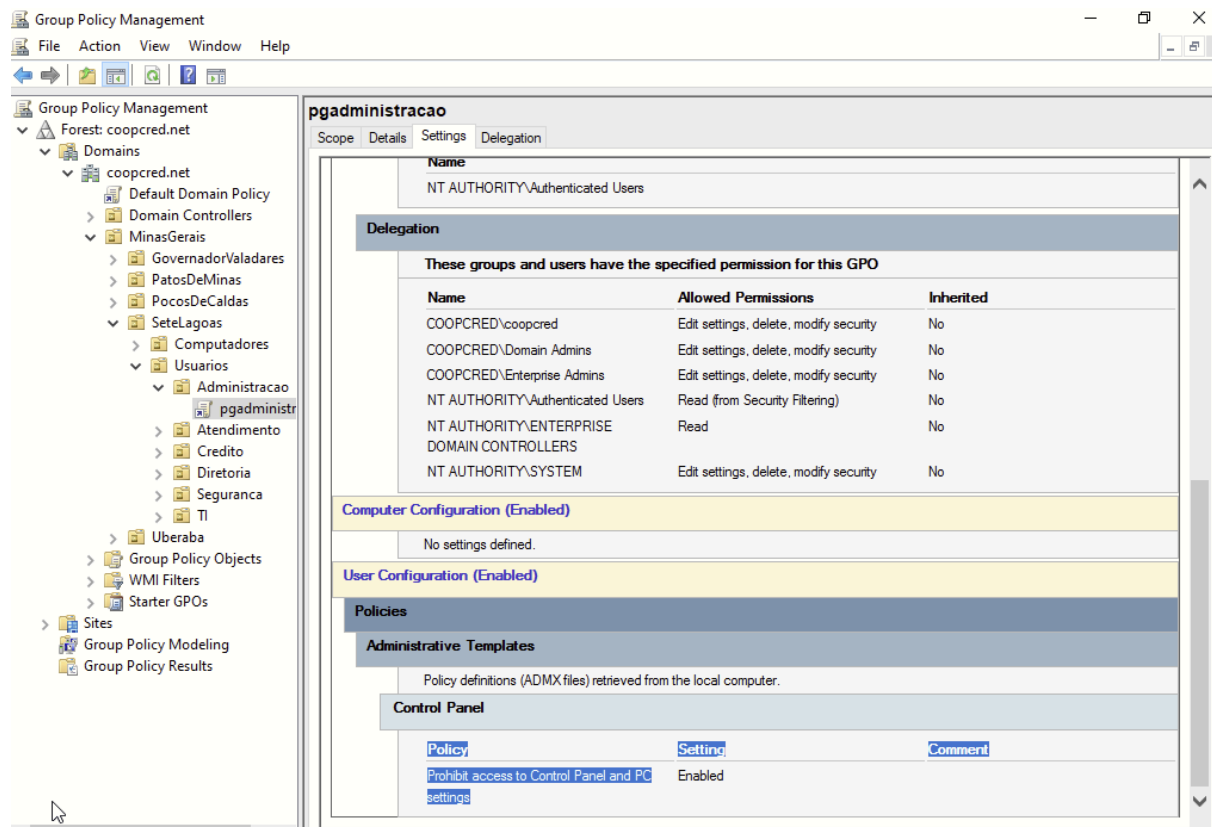 Group Policy Management
File Action View Window Help
Group Policy Management
Forest: coopcred.net
Domains
coopcred.net
Default Domain Policy
Domain Controllers
MinasGerais
GovernadorValadares
PatosDeMinas
PocosDeCaldas
SeteLagoas
Computadores
Usuarios
Administracao
pgadministr
Atendimento
Credito
Diretoria
Seguranca
TI
Uberaba
Group Policy Objects
WMI Filters
Starter GPOs
Sites
Group Policy Modeling
Group Policy Results
pgadministracao
Scope Details Settings Delegation
Name
NT AUTHORITY\Authenticated Users
Delegation
These groups and users have the specified permission for this GPO
Name Allowed Permissions Inherited
COOPCRED\coopcred Edit settings, delete, modify security No
COOPCRED\Domain Admins Edit settings, delete, modify security No
COOPCRED\Enterprise Admins Edit settings, delete, modify security No
NT AUTHORITY\Authenticated Users Read (from Security Filtering) No
NT AUTHORITY\ENTERPRISE Read No
DOMAIN CONTROLLERS
NT AUTHORITY\SYSTEM Edit settings, delete, modify security No
Computer Configuration (Enabled)
No settings defined.
User Configuration (Enabled)
Policies
Administrative Templates
Policy definitions (ADMX files) retrieved from the local computer.
Control Panel
Policy Setting Comment
Prohibit access to Control Panel and PC Enabled
settings